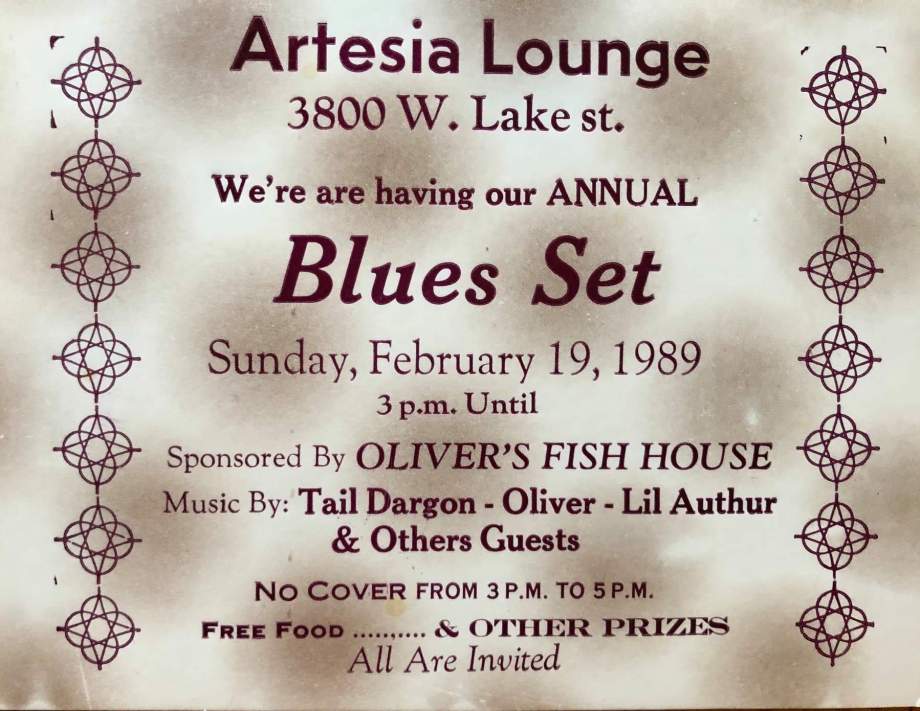 Artesia Lounge
3800 W. Lake st.
We're are having our ANNUAL
Blues Set
Sunday, February 19, 1989
3 p.m. Until
Sponsored By OLIVER'S FISH HOUSE
Music By: Tail Dargon - Oliver - Lil Authur
& Others Guests
NO COVER FROM 3 P.M. TO 5 P.M.
FREE FOOD .......... & OTHER PRIZES
All Are Invited